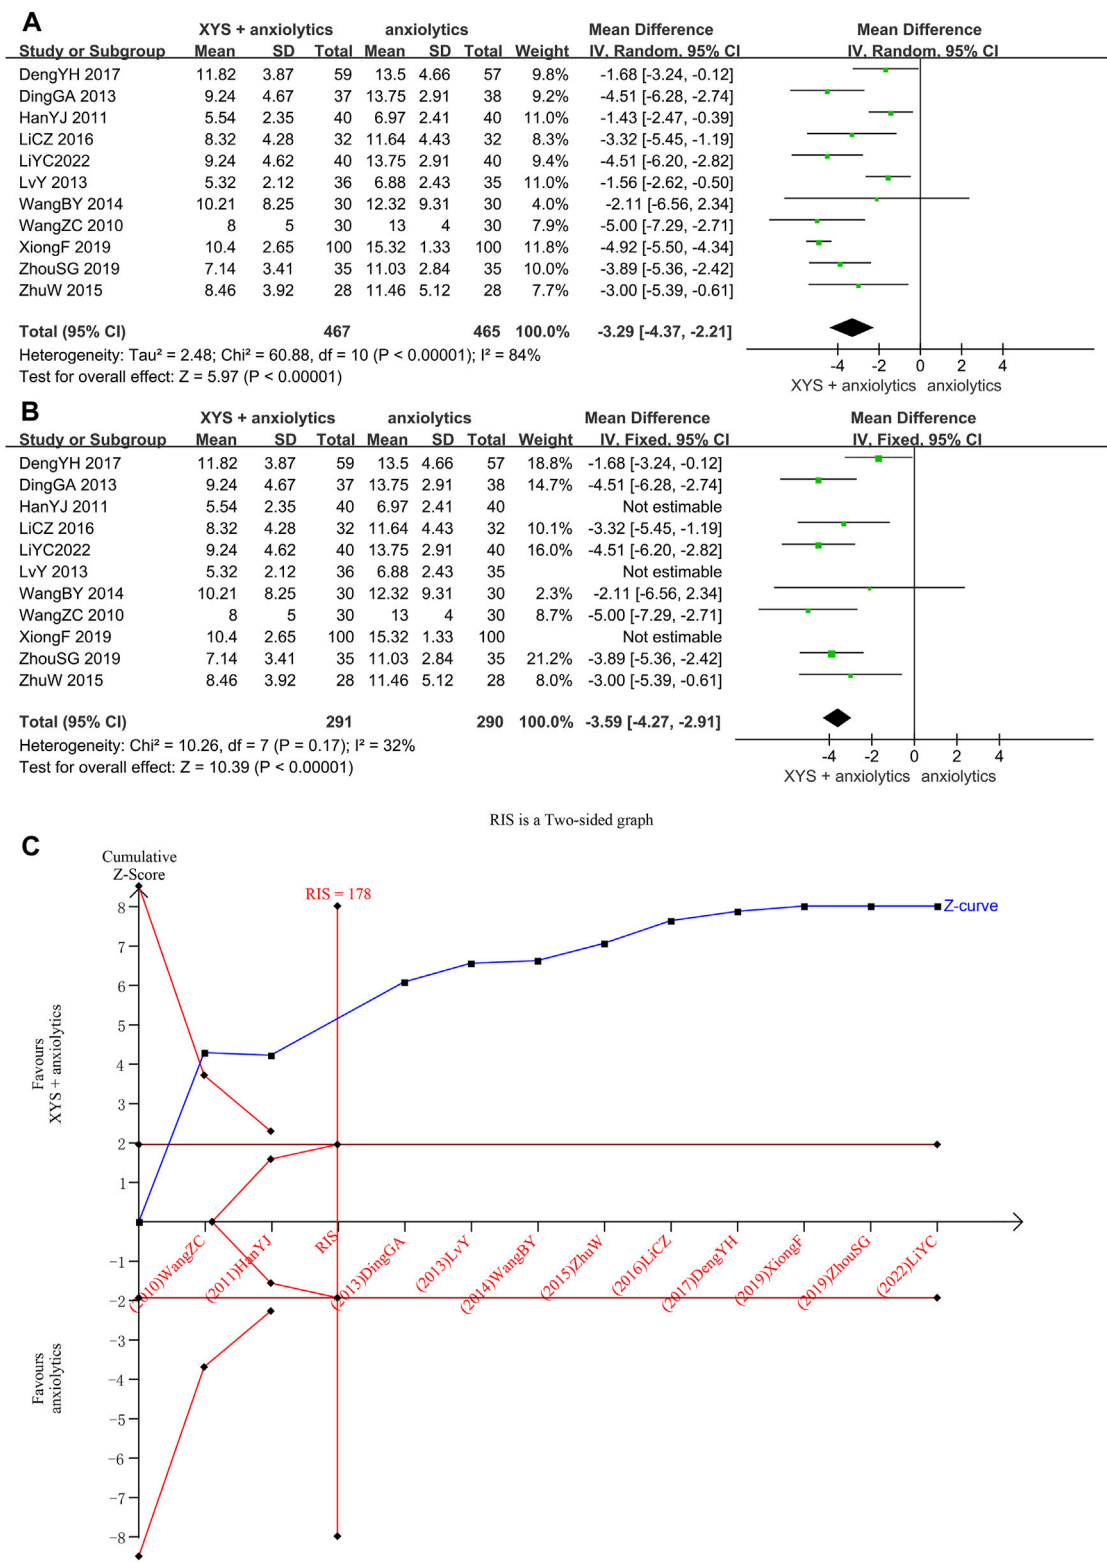 A
XYS + anxiolytics anxiolytics Mean Difference Mean Difference
Study or Subgroup Mean SD Total Mean SD Total Weight IV, Random, 95% CI IV, Random, 95% CI
DengYH 2017 11.82 3.87 59 13.5 4.66 57 9.8% -1.68 [-3.24, -0.12]
DingGA 2013 9.24 4.67 37 13.75 2.91 38 9.2% -4.51 [-6.28, -2.74]
HanYJ 2011 5.54 2.35 40 6.97 2.41 40 11.0% -1.43 [-2.47, -0.39]
LiCZ 2016 8.32 4.28 32 11.64 4.43 32 8.3% -3.32 [-5.45, -1.19]
LiYC2022 9.24 4.62 40 13.75 2.91 40 9.4% -4.51 [-6.20, -2.82]
LvY 2013 5.32 2.12 36 6.88 2.43 35 11.0% -1.56 [-2.62, -0.50]
WangBY 2014 10.21 8.25 30 12.32 9.31 30 4.0% -2.11 [-6.56, 2.34]
WangZC 2010 8 5 30 13 4 30 7.9% -5.00 [-7.29, -2.71]
XiongF 2019 10.4 2.65 100 15.32 1.33 100 11.8% -4.92 [-5.50, -4.34]
ZhouSG 2019 7.14 3.41 35 11.03 2.84 35 10.0% -3.89 [-5.36, -2.42]
ZhuW 2015 8.46 3.92 28 11.46 5.12 28 7.7% -3.00 [-5.39, -0.61]
Total (95% CI) 467 465 100.0% -3.29 [-4.37, -2.21]
Heterogeneity: Tau² = 2.48; Chi² = 60.88, df = 10 (P < 0.00001); I² = 84%
Test for overall effect: Z = 5.97 (P < 0.00001)
-4 -2 0 2 4
XYS + anxiolytics anxiolytics
B
XYS + anxiolytics anxiolytics Mean Difference Mean Difference
Study or Subgroup Mean SD Total Mean SD Total Weight IV, Fixed, 95% CI IV, Fixed, 95% CI
DengYH 2017 11.82 3.87 59 13.5 4.66 57 18.8% -1.68 [-3.24, -0.12]
DingGA 2013 9.24 4.67 37 13.75 2.91 38 14.7% -4.51 [-6.28, -2.74]
HanYJ 2011 5.54 2.35 40 6.97 2.41 40 Not estimable
LiCZ 2016 8.32 4.28 32 11.64 4.43 32 10.1% -3.32 [-5.45, -1.19]
LiYC2022 9.24 4.62 40 13.75 2.91 40 16.0% -4.51 [-6.20, -2.82]
LvY 2013 5.32 2.12 36 6.88 2.43 35 Not estimable
WangBY 2014 10.21 8.25 30 12.32 9.31 30 2.3% -2.11 [-6.56, 2.34]
WangZC 2010 8 5 30 13 4 30 8.7% -5.00 [-7.29, -2.71]
XiongF 2019 10.4 2.65 100 15.32 1.33 100 Not estimable
ZhouSG 2019 7.14 3.41 35 11.03 2.84 35 21.2% -3.89 [-5.36, -2.42]
ZhuW 2015 8.46 3.92 28 11.46 5.12 28 8.0% -3.00 [-5.39, -0.61]
Total (95% CI) 291 290 100.0% -3.59 [-4.27, -2.91]
Heterogeneity: Chi² = 10.26, df = 7 (P = 0.17); I² = 32%
Test for overall effect: Z = 10.39 (P < 0.00001)
-4 -2 0 2 4
XYS + anxiolytics anxiolytics
RIS is a Two-sided graph
C
Cumulative
Z-Score
RIS = 178
Z-curve
8
7
6
5
4
3
2
1
-1
-2
-3
-4
-5
-6
-7
-8
Favours
XYS + anxiolytics
Favours
anxiolytics
(2010)WangZC
(2011)HanYJ
RIS
(2013)DingGA
(2013)LvY
(2014)WangBY
(2015)ZhuW
(2016)LiCZ
(2017)DengYH
(2019)XiongF
(2019)ZhouSG
(2022)LiYC